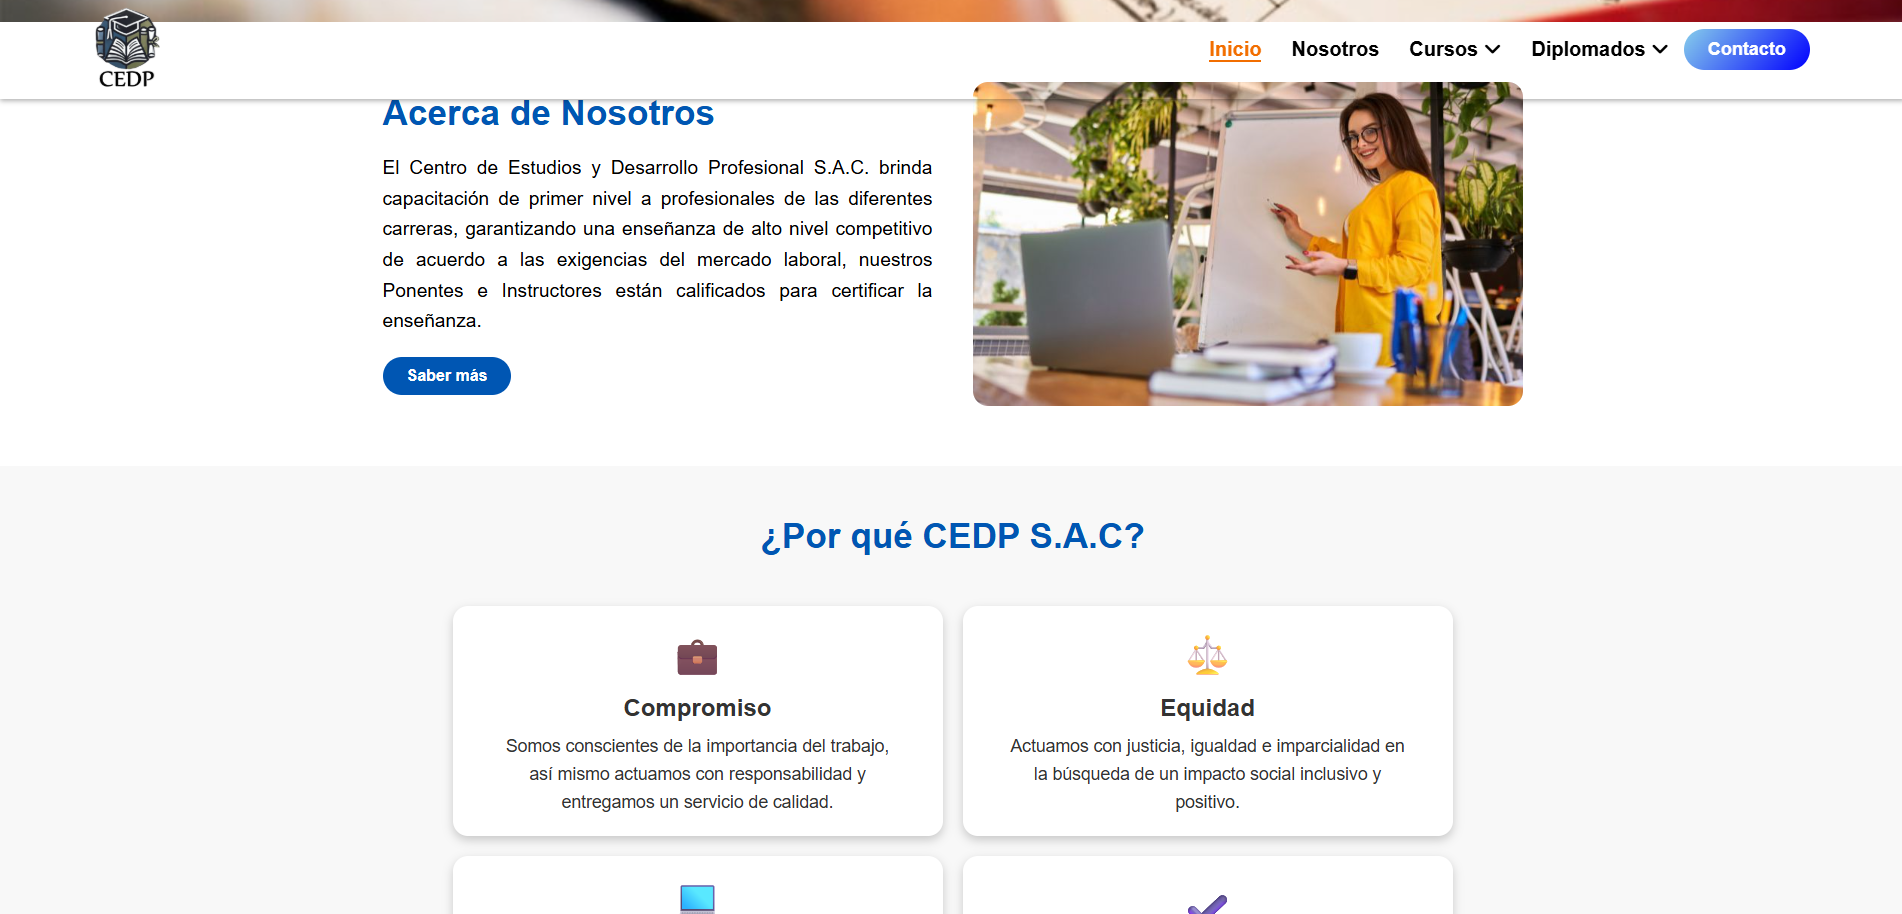 CEDP
Inicio
Nosotros
Cursos
Diplomados
Contacto
Acerca de Nosotros
El Centro de Estudios y Desarrollo Profesional S.A.C. brinda
capacitación de primer nivel a profesionales de las diferentes
carreras, garantizando una enseñanza de alto nivel competitivo
de acuerdo a las exigencias del mercado laboral, nuestros
Ponentes e Instructores están calificados para certificar la
enseñanza.
Saber más
¿Por qué CEDP S.A.C?
Compromiso
Somos conscientes de la importancia del trabajo,
así mismo actuamos con responsabilidad y
entregamos un servicio de calidad.
Equidad
Actuamos con justicia, igualdad e imparcialidad en
la búsqueda de un impacto social inclusivo y
positivo.